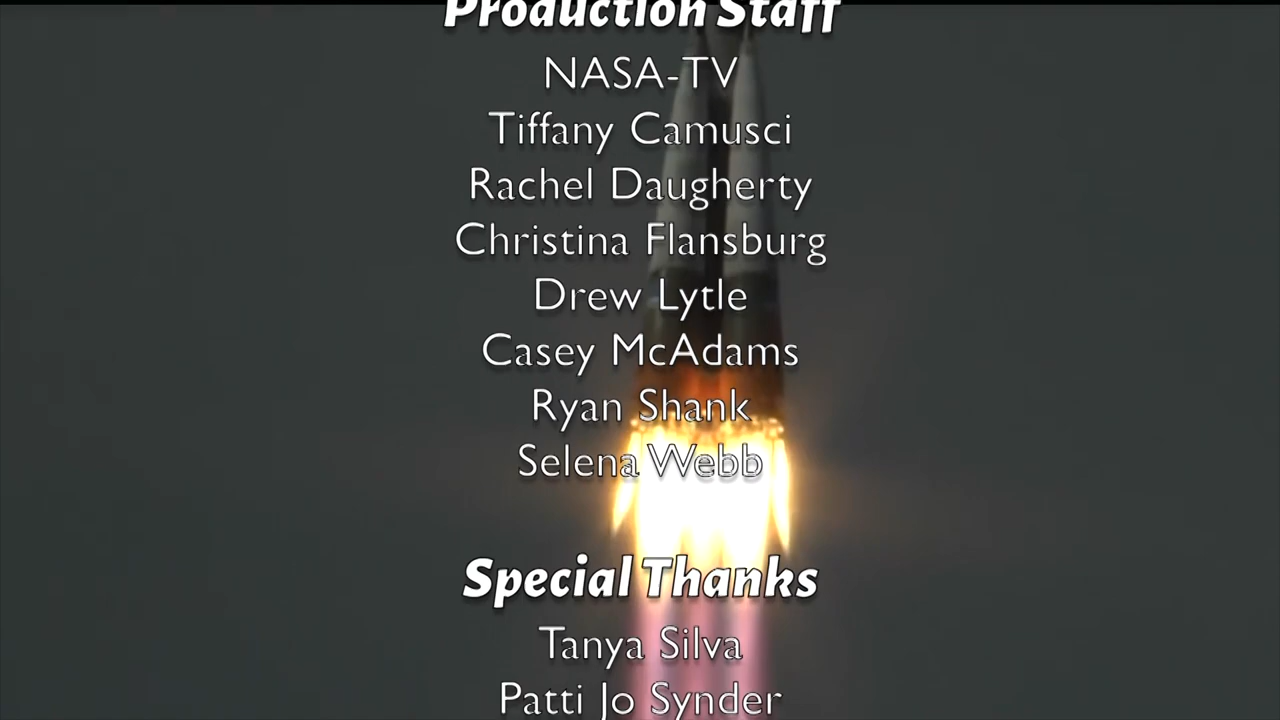 Production Staff
NASA-TV
Tiffany Camusci
Rachel Daugherty
Christina Flansburg
Drew Lytle
Casey McAdams
Ryan Shank
Selena Webb
Special Thanks
Tanya Silva
Patti Jo Synder